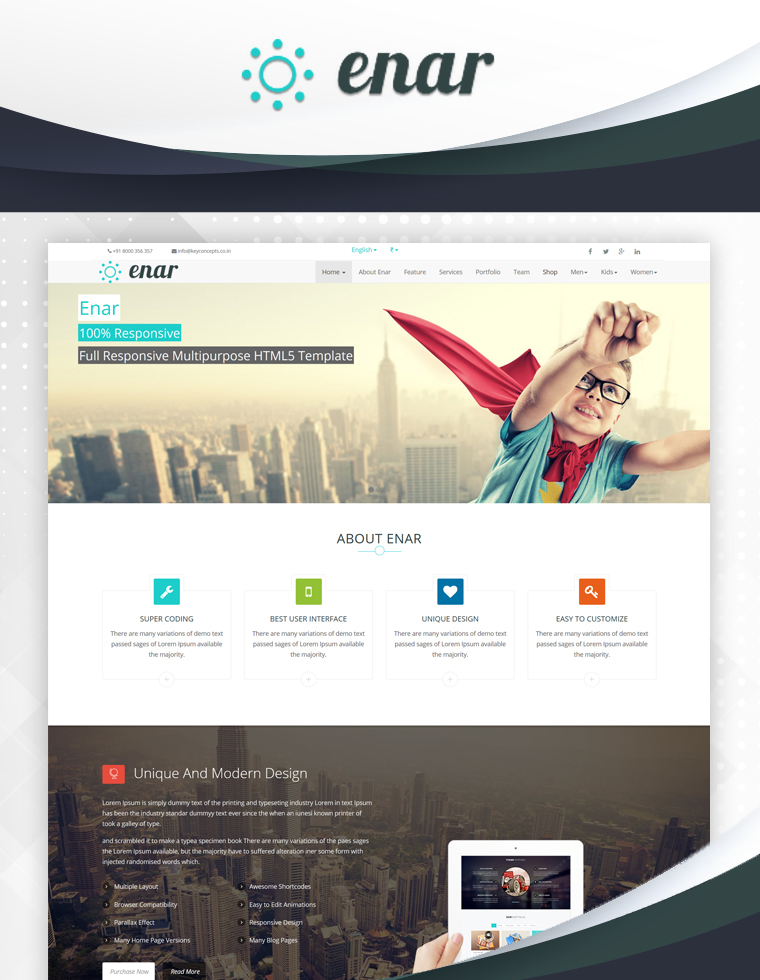 enar
+91 8000 356 357
info@keyconcepts.co.in
English
₹
enar
Home
About Enar
Feature
Services
Portfolio
Team
Shop
Men
Kids
Women
Enar
100% Responsive
Full Responsive Multipurpose HTML5 Template
ABOUT ENAR
SUPER CODING
There are many variations of demo text
passed sages of Lorem Ipsum available
the majority.
BEST USER INTERFACE
There are many variations of demo text
passed sages of Lorem Ipsum available
the majority.
UNIQUE DESIGN
There are many variations of demo text
passed sages of Lorem Ipsum available
the majority.
EASY TO CUSTOMIZE
There are many variations of demo text
passed sages of Lorem Ipsum available
the majority.
Unique And Modern Design
Lorem Ipsum is simply dummy text of the printing and typeseting industry Lorem in text Ipsum
has been the industry standar dummyy text ever since the when an iunesi known printer of
took a galley of type.
and scrambled it to make a typea specimen book There are many variations of the paes sages
the Lorem Ipsum available, but the majority have to suffered alteration iner some form with
injected randomised words which.
Multiple Layout
Awesome Shortcodes
Browser Compatibility
Easy to Edit Animations
Parallax Effect
Responsive Design
Many Home Page Versions
Many Blog Pages
Purchase Now
Read More